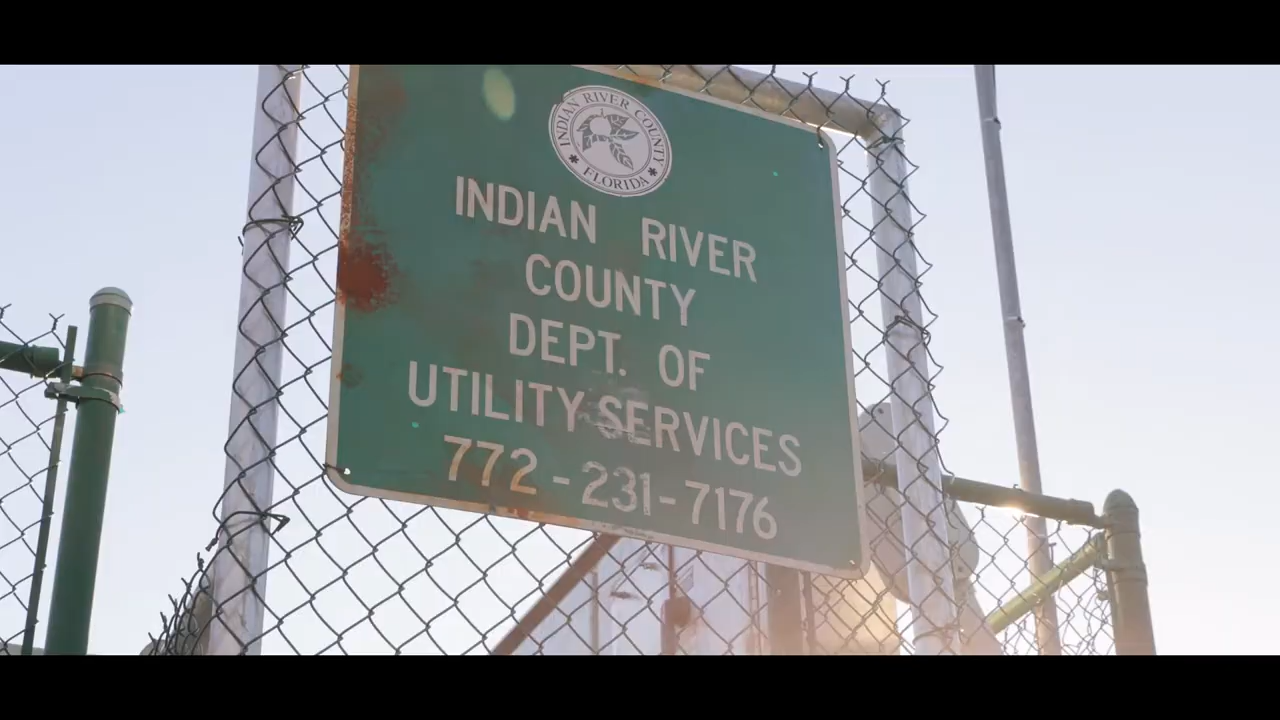 INDIAN RIVER COUNTY
FLORIDA
INDIAN RIVER
COUNTY
DEPT. OF
UTILITY SERVICES
772-231-7176